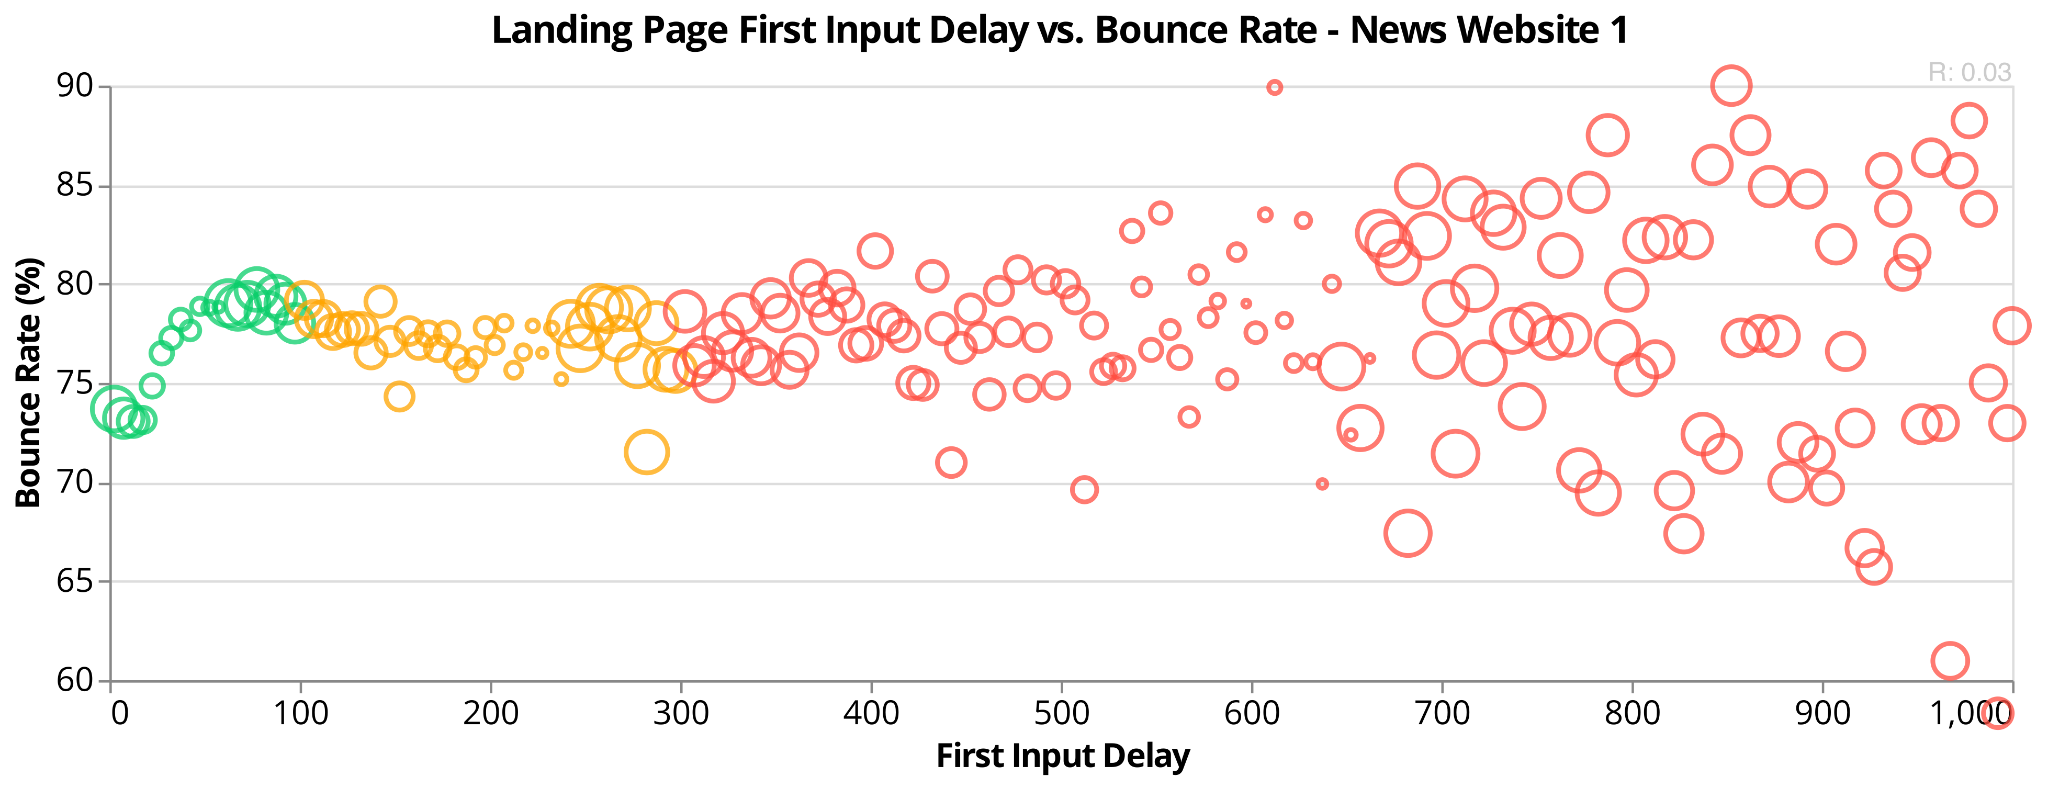 Landing Page First Input Delay vs. Bounce Rate - News Website 1
R: 0.03
Bounce Rate (%)
90
85
80
75
70
65
60
0 100 200 300 400 500 600 700 800 900 1,000
First Input Delay